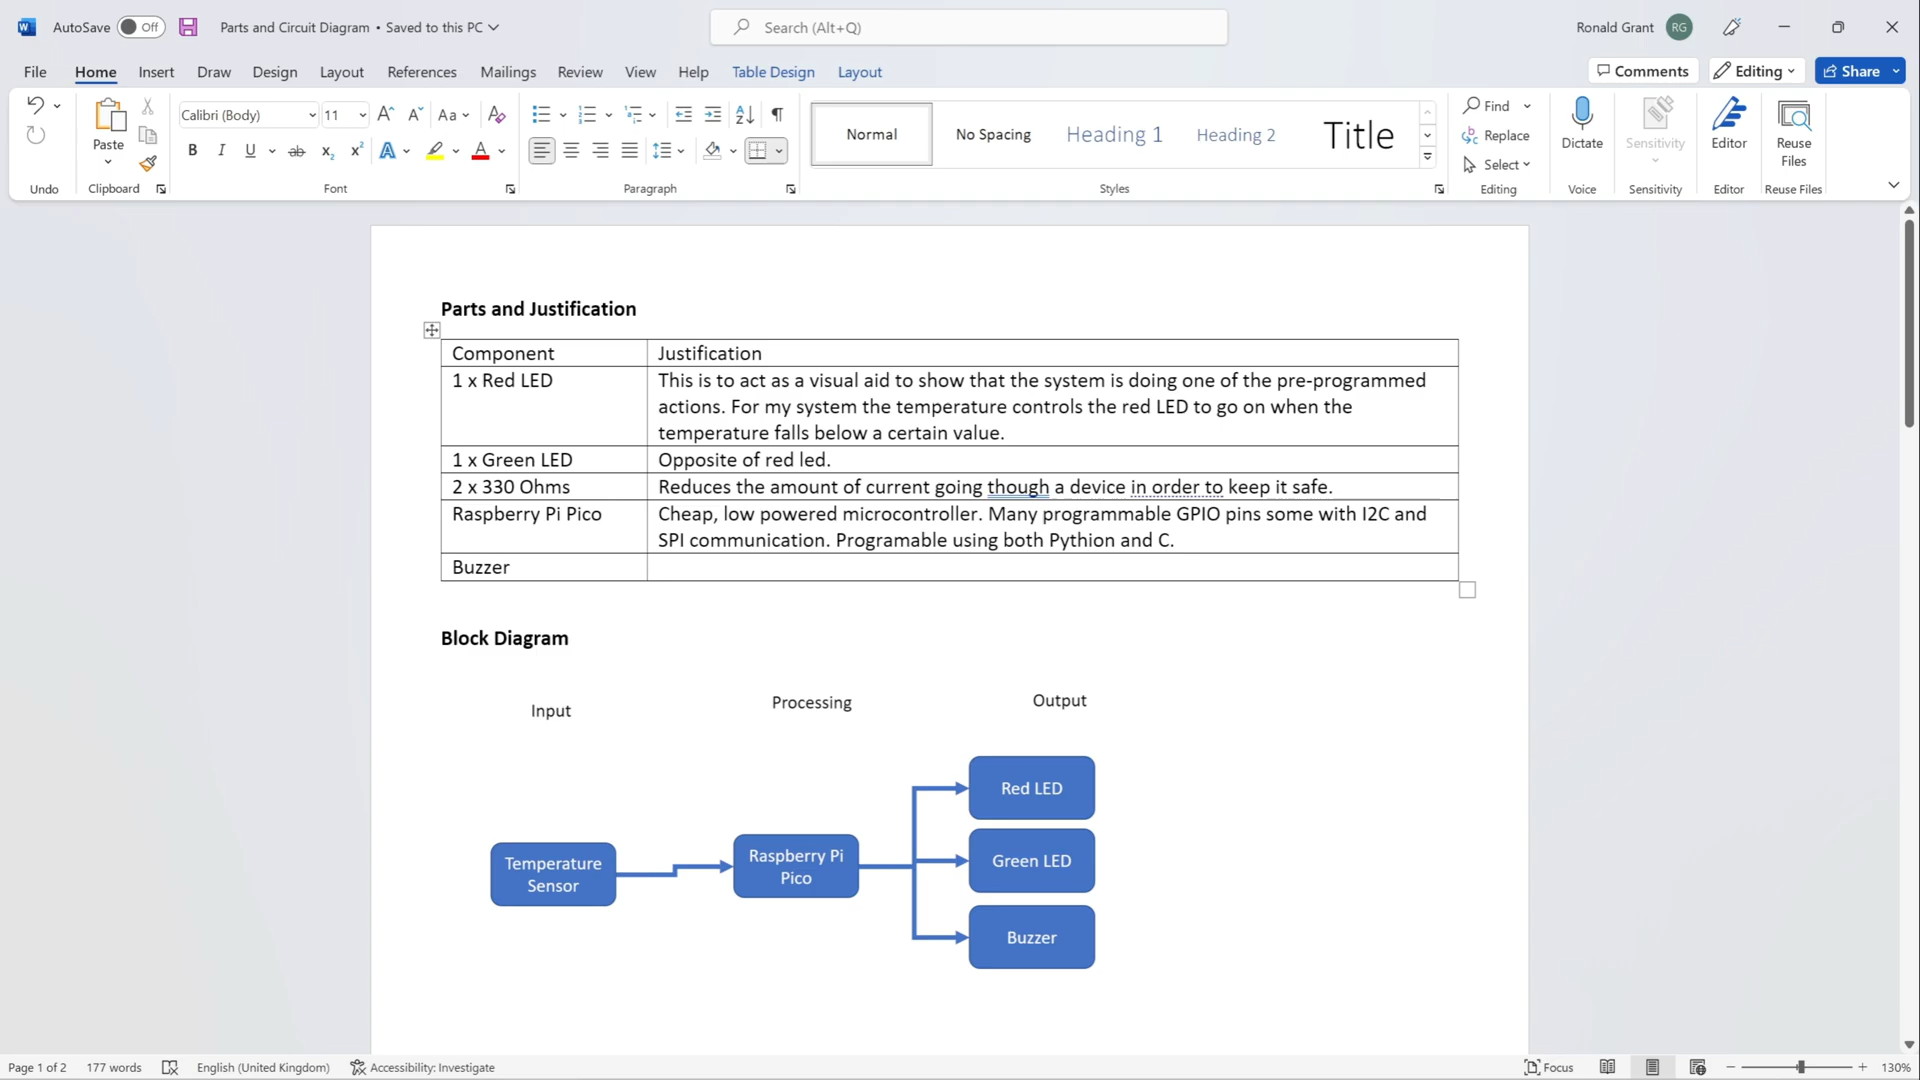 AutoSave Off Parts and Circuit Diagram • Saved to this PC Search (Alt+Q) Ronald Grant RG
File Home Insert Draw Design Layout References Mailings Review View Help Table Design Layout Comments Editing Share
Calibri (Body) 11 Aa Normal No Spacing Heading 1 Heading 2 Title Find
Paste Replace Dictate Sensitivity Editor Reuse Files
B I U ab x₂ x² A A Select
Undo Clipboard Font Paragraph Styles Editing Voice Sensitivity Editor Reuse Files
Parts and Justification
Component Justification
1 x Red LED This is to act as a visual aid to show that the system is doing one of the pre-programmed
actions. For my system the temperature controls the red LED to go on when the
temperature falls below a certain value.
1 x Green LED Opposite of red led.
2 x 330 Ohms Reduces the amount of current going though a device in order to keep it safe.
Raspberry Pi Pico Cheap, low powered microcontroller. Many programmable GPIO pins some with I2C and
SPI communication. Programable using both Pythion and C.
Buzzer
Block Diagram
Input Processing Output
Red LED
Temperature
Sensor
Raspberry Pi
Pico
Green LED
Buzzer
Page 1 of 2 177 words English (United Kingdom) Accessibility: Investigate Focus 130%